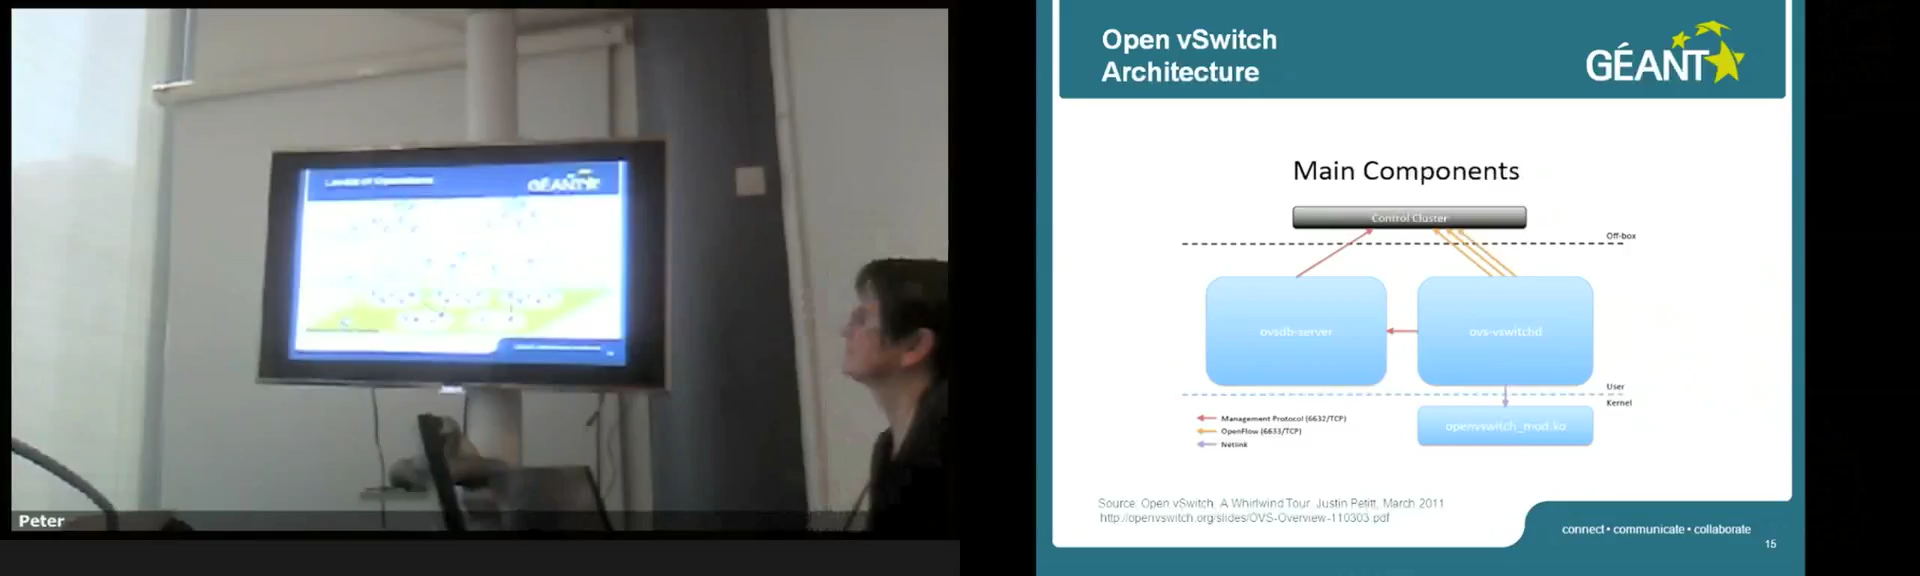 GÉANT
Peter
Open vSwitch
Architecture
GÉANT
Main Components
Control Cluster
Off-box
ovsdb-server
ovs-vswitchd
User
Kernel
openvswitch_mod.ko
Management Protocol (6632/TCP)
OpenFlow (6633/TCP)
Netlink
Source: Open vSwitch, A Whirlwind Tour. Justin Petitt, March 2011
http://openvswitch.org/slides/OVS-Overview-110303.pdf
connect • communicate • collaborate
15